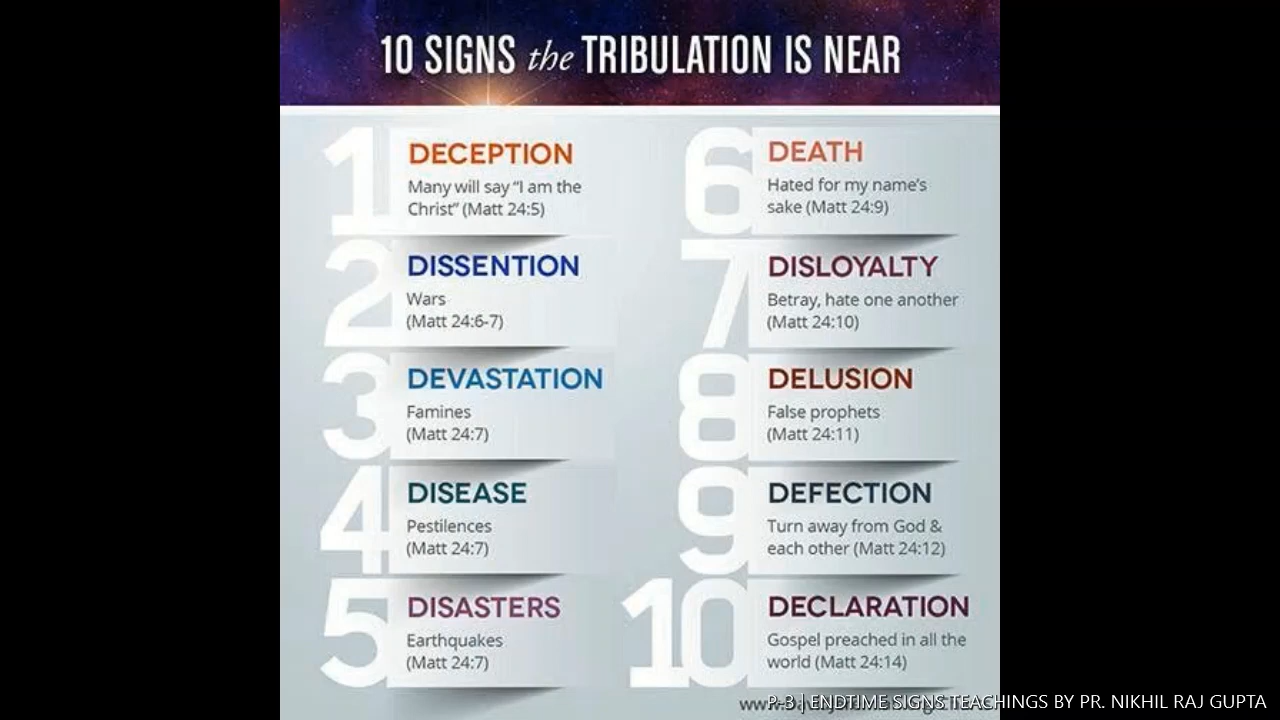 10 SIGNS the TRIBULATION IS NEAR
1
DECEPTION
Many will say “I am the
Christ” (Matt 24:5)
2
DISSENTION
Wars
(Matt 24:6-7)
3
DEVASTATION
Famines
(Matt 24:7)
4
DISEASE
Pestilences
(Matt 24:7)
5
DISASTERS
Earthquakes
(Matt 24:7)
6
DEATH
Hated for my name’s
sake (Matt 24:9)
7
DISLOYALTY
Betray, hate one another
(Matt 24:10)
8
DELUSION
False prophets
(Matt 24:11)
9
DEFECTION
Turn away from God &
each other (Matt 24:12)
10
DECLARATION
Gospel preached in all the
world (Matt 24:14)
P-3 | ENDTIME SIGNS TEACHINGS BY PR. NIKHIL RAJ GUPTA